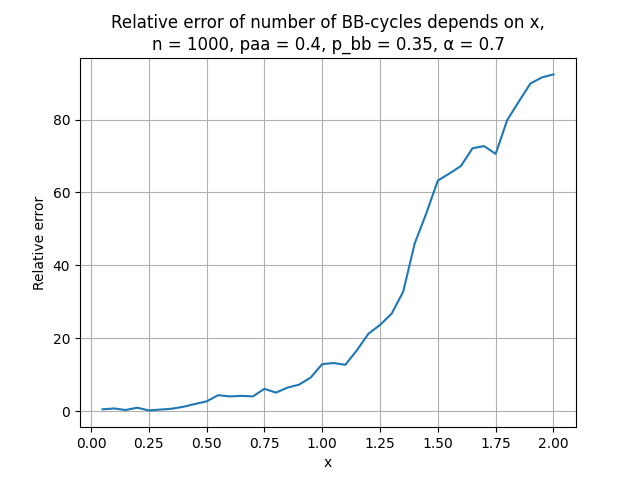 Relative error of number of BB-cycles depends on x,
n = 1000, paa = 0.4, p_bb = 0.35, α = 0.7
Relative error
80
60
40
20
0
0.00 0.25 0.50 0.75 1.00 1.25 1.50 1.75 2.00
x